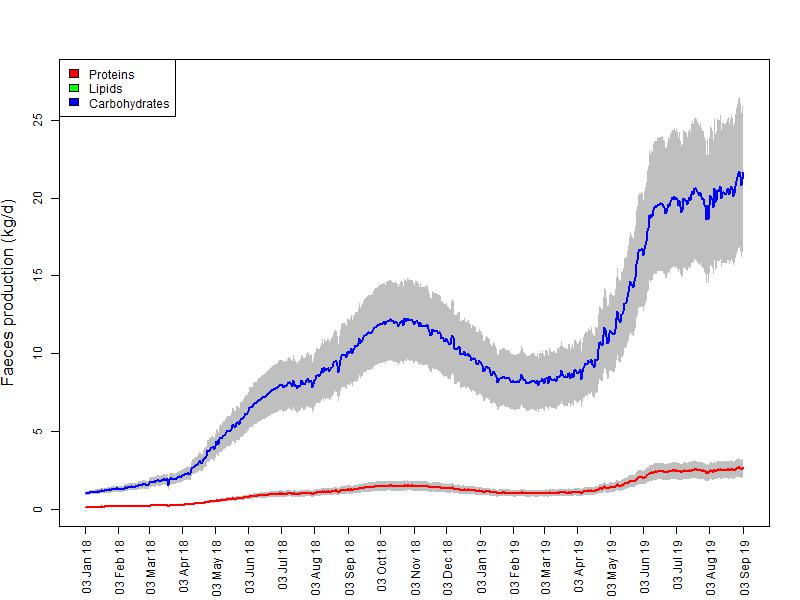 Proteins
Lipids
Carbohydrates
Faeces production (kg/d)
25
20
15
10
5
0
03 Jan 18
03 Feb 18
03 Mar 18
03 Apr 18
03 May 18
03 Jun 18
03 Jul 18
03 Aug 18
03 Sep 18
03 Oct 18
03 Nov 18
03 Dec 18
03 Jan 19
03 Feb 19
03 Mar 19
03 Apr 19
03 May 19
03 Jun 19
03 Jul 19
03 Aug 19
03 Sep 19